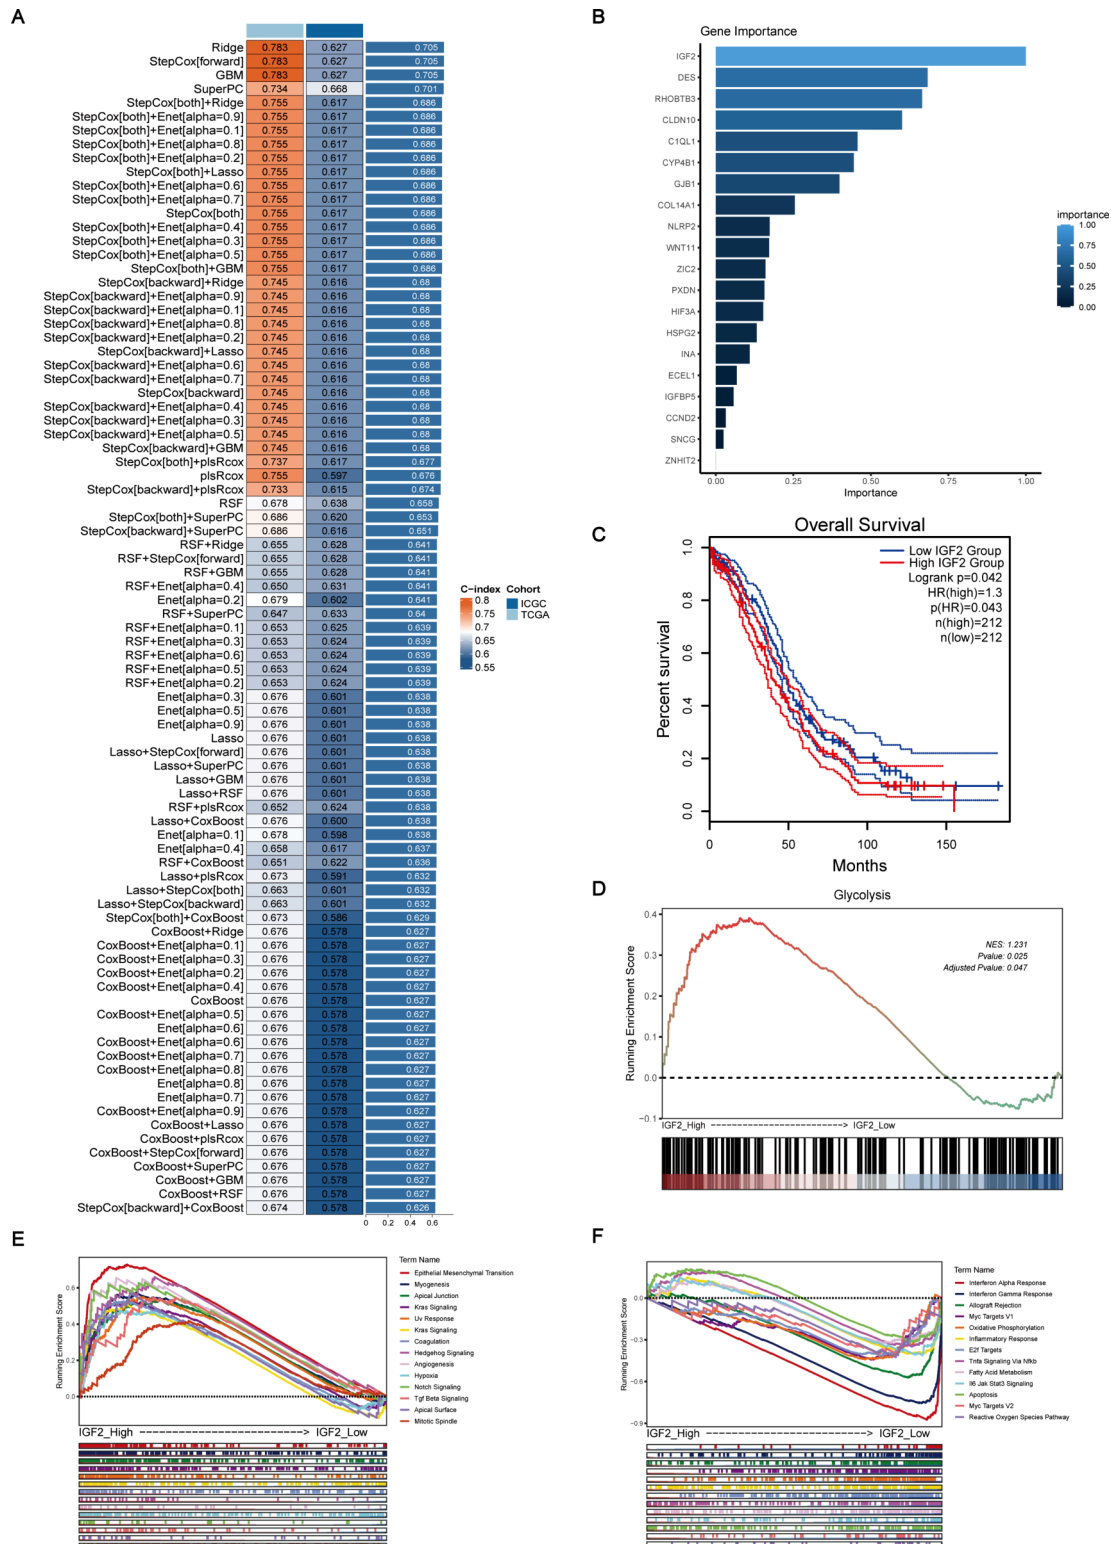 A
Ridge 0.783 0.627 0.705
StepCox[forward] 0.783 0.627 0.705
GBM 0.783 0.627 0.705
SuperPC 0.734 0.668 0.701
StepCox[both]+Ridge 0.755 0.617 0.686
StepCox[both]+Enet[alpha=0.9] 0.755 0.617 0.686
StepCox[both]+Enet[alpha=0.1] 0.755 0.617 0.686
StepCox[both]+Enet[alpha=0.8] 0.755 0.617 0.686
StepCox[both]+Enet[alpha=0.2] 0.755 0.617 0.686
StepCox[both]+Lasso 0.755 0.617 0.686
StepCox[both]+Enet[alpha=0.6] 0.755 0.617 0.686
StepCox[both]+Enet[alpha=0.7] 0.755 0.617 0.686
StepCox[both] 0.755 0.617 0.686
StepCox[both]+Enet[alpha=0.4] 0.755 0.617 0.686
StepCox[both]+Enet[alpha=0.3] 0.755 0.617 0.686
StepCox[both]+Enet[alpha=0.5] 0.755 0.617 0.686
StepCox[both]+GBM 0.755 0.617 0.686
StepCox[backward]+Ridge 0.745 0.616 0.68
StepCox[backward]+Enet[alpha=0.9] 0.745 0.616 0.68
StepCox[backward]+Enet[alpha=0.1] 0.745 0.616 0.68
StepCox[backward]+Enet[alpha=0.8] 0.745 0.616 0.68
StepCox[backward]+Enet[alpha=0.2] 0.745 0.616 0.68
StepCox[backward]+Lasso 0.745 0.616 0.68
StepCox[backward]+Enet[alpha=0.6] 0.745 0.616 0.68
StepCox[backward]+Enet[alpha=0.7] 0.745 0.616 0.68
StepCox[backward] 0.745 0.616 0.68
StepCox[backward]+Enet[alpha=0.4] 0.745 0.616 0.68
StepCox[backward]+Enet[alpha=0.3] 0.745 0.616 0.68
StepCox[backward]+Enet[alpha=0.5] 0.745 0.616 0.68
StepCox[backward]+GBM 0.745 0.616 0.68
StepCox[both]+plsRcox 0.737 0.617 0.677
plsRcox 0.755 0.597 0.676
StepCox[backward]+plsRcox 0.733 0.615 0.674
RSF 0.678 0.638 0.658
StepCox[both]+SuperPC 0.686 0.620 0.653
StepCox[backward]+SuperPC 0.686 0.616 0.651
RSF+Ridge 0.655 0.628 0.641
RSF+StepCox[forward] 0.655 0.628 0.641
RSF+GBM 0.655 0.628 0.641
RSF+Enet[alpha=0.4] 0.650 0.631 0.641
Enet[alpha=0.2] 0.679 0.602 0.641
RSF+SuperPC 0.647 0.633 0.64
RSF+Enet[alpha=0.1] 0.653 0.625 0.639
RSF+Enet[alpha=0.3] 0.653 0.624 0.639
RSF+Enet[alpha=0.6] 0.653 0.624 0.639
RSF+Enet[alpha=0.5] 0.653 0.624 0.639
RSF+Enet[alpha=0.2] 0.653 0.624 0.639
Enet[alpha=0.3] 0.676 0.601 0.638
Enet[alpha=0.5] 0.676 0.601 0.638
Enet[alpha=0.9] 0.676 0.601 0.638
Lasso 0.676 0.601 0.638
Lasso+StepCox[forward] 0.676 0.601 0.638
Lasso+SuperPC 0.676 0.601 0.638
Lasso+GBM 0.676 0.601 0.638
Lasso+RSF 0.676 0.601 0.638
RSF+plsRcox 0.652 0.624 0.638
Lasso+CoxBoost 0.676 0.600 0.638
Enet[alpha=0.1] 0.678 0.598 0.638
Enet[alpha=0.4] 0.658 0.617 0.637
RSF+CoxBoost 0.651 0.622 0.636
Lasso+plsRcox 0.673 0.591 0.632
Lasso+StepCox[both] 0.663 0.601 0.632
Lasso+StepCox[backward] 0.663 0.601 0.632
StepCox[both]+CoxBoost 0.673 0.586 0.629
CoxBoost+Ridge 0.676 0.578 0.627
CoxBoost+Enet[alpha=0.1] 0.676 0.578 0.627
CoxBoost+Enet[alpha=0.3] 0.676 0.578 0.627
CoxBoost+Enet[alpha=0.2] 0.676 0.578 0.627
CoxBoost+Enet[alpha=0.4] 0.676 0.578 0.627
CoxBoost 0.676 0.578 0.627
CoxBoost+Enet[alpha=0.5] 0.676 0.578 0.627
Enet[alpha=0.6] 0.676 0.578 0.627
CoxBoost+Enet[alpha=0.6] 0.676 0.578 0.627
CoxBoost+Enet[alpha=0.7] 0.676 0.578 0.627
CoxBoost+Enet[alpha=0.8] 0.676 0.578 0.627
Enet[alpha=0.8] 0.676 0.578 0.627
Enet[alpha=0.7] 0.676 0.578 0.627
CoxBoost+Enet[alpha=0.9] 0.676 0.578 0.627
CoxBoost+Lasso 0.676 0.578 0.627
CoxBoost+plsRcox 0.676 0.578 0.627
CoxBoost+StepCox[forward] 0.676 0.578 0.627
CoxBoost+SuperPC 0.676 0.578 0.627
CoxBoost+GBM 0.676 0.578 0.627
CoxBoost+RSF 0.676 0.578 0.627
StepCox[backward]+CoxBoost 0.674 0.578 0.626
0 0.2 0.4 0.6
C-index Cohort
0.8 ICGC
0.75 TCGA
0.7
0.65
0.6
0.55
B
Gene Importance
IGF2
DES
RHOBTB3
CLDN10
C1QL1
CYP4B1
GJB1
COL14A1
NLRP2
WNT11
ZIC2
PXDN
HIF3A
HSPG2
INA
ECEL1
IGFBP5
CCND2
SNCG
ZNHIT2
0.00 0.25 0.50 0.75 1.00
Importance
importance
1.00
0.75
0.50
0.25
0.00
C
Overall Survival
Low IGF2 Group
High IGF2 Group
Logrank p=0.042
HR(high)=1.3
p(HR)=0.043
n(high)=212
n(low)=212
Percent survival
1.0
0.8
0.6
0.4
0.2
0.0
0 50 100 150
Months
D
Glycolysis
NES: 1.231
Pvalue: 0.025
Adjusted Pvalue: 0.047
Running Enrichment Score
0.4
0.3
0.2
0.1
0.0
−0.1
IGF2_High --------------------> IGF2_Low
E
Running Enrichment Score
0.6
0.4
0.2
0.0
Term Name
Epithelial Mesenchymal Transition
Myogenesis
Apical Junction
Kras Signaling
Uv Response
Kras Signaling
Coagulation
Hedgehog Signaling
Angiogenesis
Hypoxia
Notch Signaling
Tgf Beta Signaling
Apical Surface
Mitotic Spindle
IGF2_High --------------------> IGF2_Low
F
Running Enrichment Score
0.0
−0.3
−0.6
−0.9
Term Name
Interferon Alpha Response
Interferon Gamma Response
Allograft Rejection
Myc Targets V1
Oxidative Phosphorylation
Inflammatory Response
E2f Targets
Tnfa Signaling Via Nfkb
Fatty Acid Metabolism
Il6 Jak Stat3 Signaling
Apoptosis
Myc Targets V2
Reactive Oxygen Species Pathway
IGF2_High --------------------> IGF2_Low